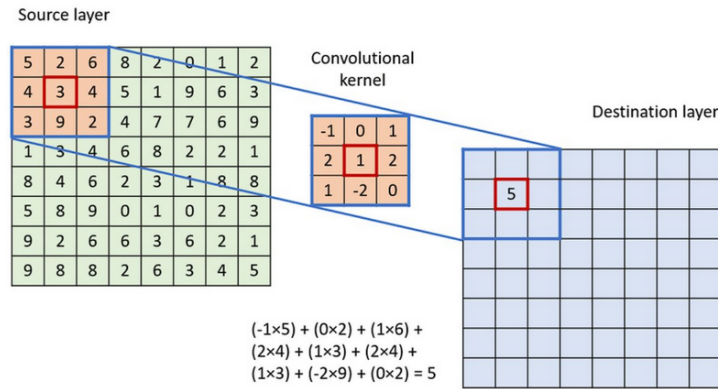 Source layer
Convolutional
kernel
Destination layer
5 2 6 8 2 0 1 2
4 3 4 5 1 9 6 3
3 9 2 4 7 7 6 9
1 3 4 6 8 2 2 1
8 4 6 2 3 1 8 8
5 8 9 0 1 0 2 3
9 2 6 6 3 6 2 1
9 8 8 2 6 3 4 5
-1 0 1
2 1 2
1 -2 0
5
(-1×5) + (0×2) + (1×6) +
(2×4) + (1×3) + (2×4) +
(1×3) + (-2×9) + (0×2) = 5